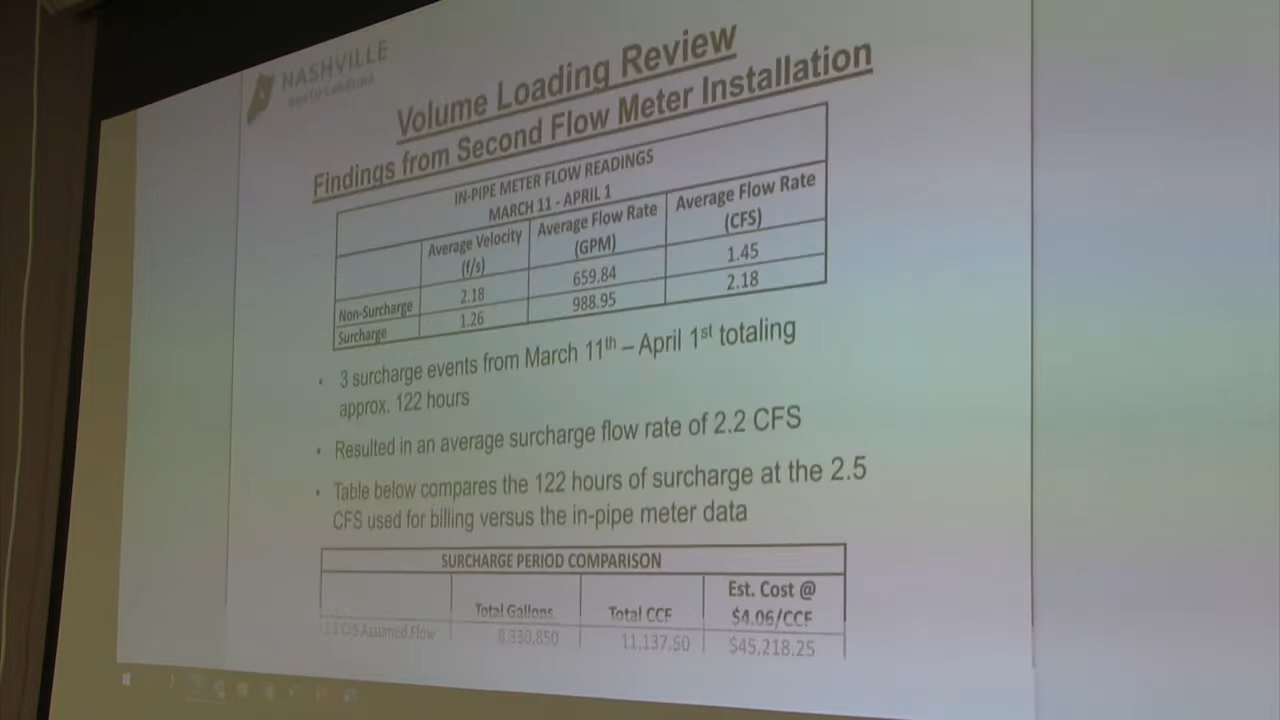 NASHVILLE
Volume Loading Review
Findings from Second Flow Meter Installation
IN-PIPE METER FLOW READINGS
MARCH 11 - APRIL 1
Average Velocity (f/s) Average Flow Rate (GPM) Average Flow Rate (CFS)
Non-Surcharge 2.18 659.84 1.45
Surcharge 1.26 988.95 2.18
• 3 surcharge events from March 11th – April 1st totaling
approx. 122 hours
• Resulted in an average surcharge flow rate of 2.2 CFS
• Table below compares the 122 hours of surcharge at the 2.5
CFS used for billing versus the in-pipe meter data
SURCHARGE PERIOD COMPARISON
Total Gallons Total CCF Est. Cost @ $4.06/CCF
CFS Assumed Flow 8,330,850 11,137.50 $45,218.25